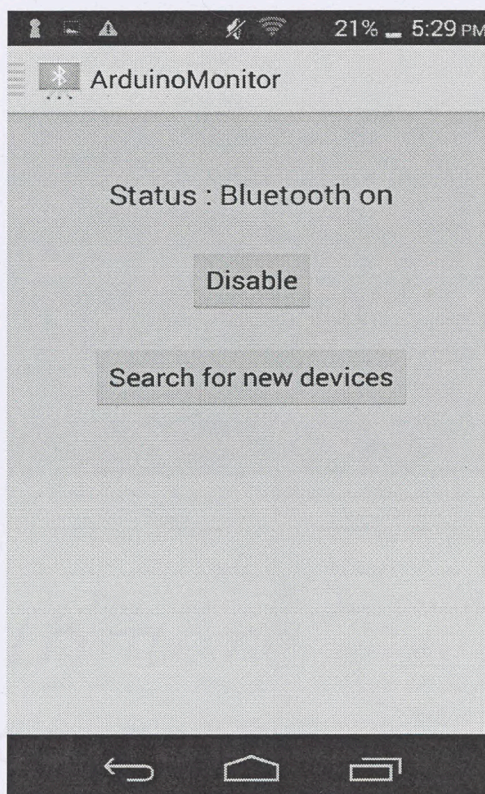 21% 5:29 PM
ArduinoMonitor
Status : Bluetooth on
Disable
Search for new devices